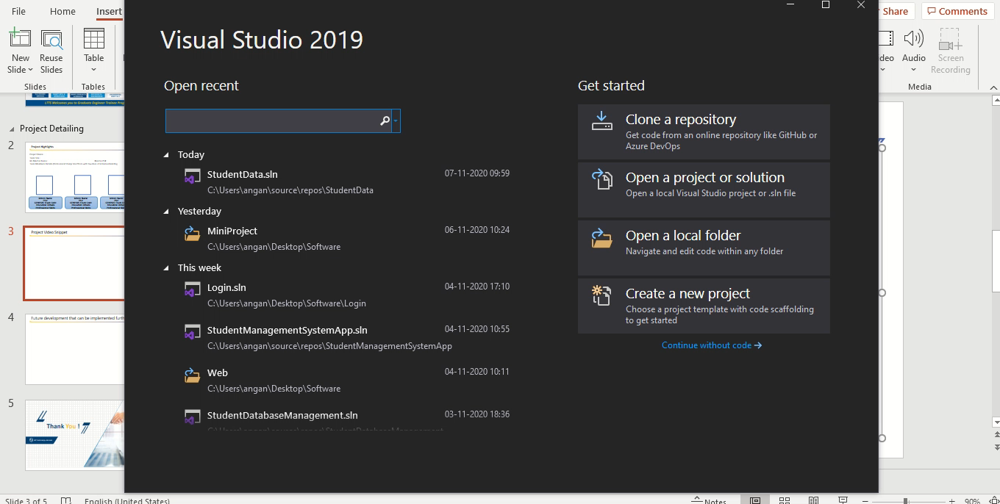 File
Home
Insert
Share
Comments
New
Slide
Reuse
Slides
Table
Audio
Screen
Recording
Slides
Tables
Media
Visual Studio 2019
Open recent
Today
StudentData.sln
07-11-2020 09:59
C:\Users\angan\source\repos\StudentData
Yesterday
MiniProject
06-11-2020 10:24
C:\Users\angan\Desktop\Software
This week
Login.sln
04-11-2020 17:10
C:\Users\angan\Desktop\Software\Login
StudentManagementSystemApp.sln
04-11-2020 10:55
C:\Users\angan\source\repos\StudentManagementSystemApp
Web
04-11-2020 10:11
C:\Users\angan\Desktop\Software
StudentDatabaseManagement.sln
03-11-2020 18:36
Get started
Clone a repository
Get code from an online repository like GitHub or
Azure DevOps
Open a project or solution
Open a local Visual Studio project or .sln file
Open a local folder
Navigate and edit code within any folder
Create a new project
Choose a project template with code scaffolding
to get started
Continue without code
Project Detailing
2
Project Highlights
3
Project Video Snippet
4
Future development that can be implemented
5
Thank You !
Slide 3 of 5
English (United States)
Notes
90%